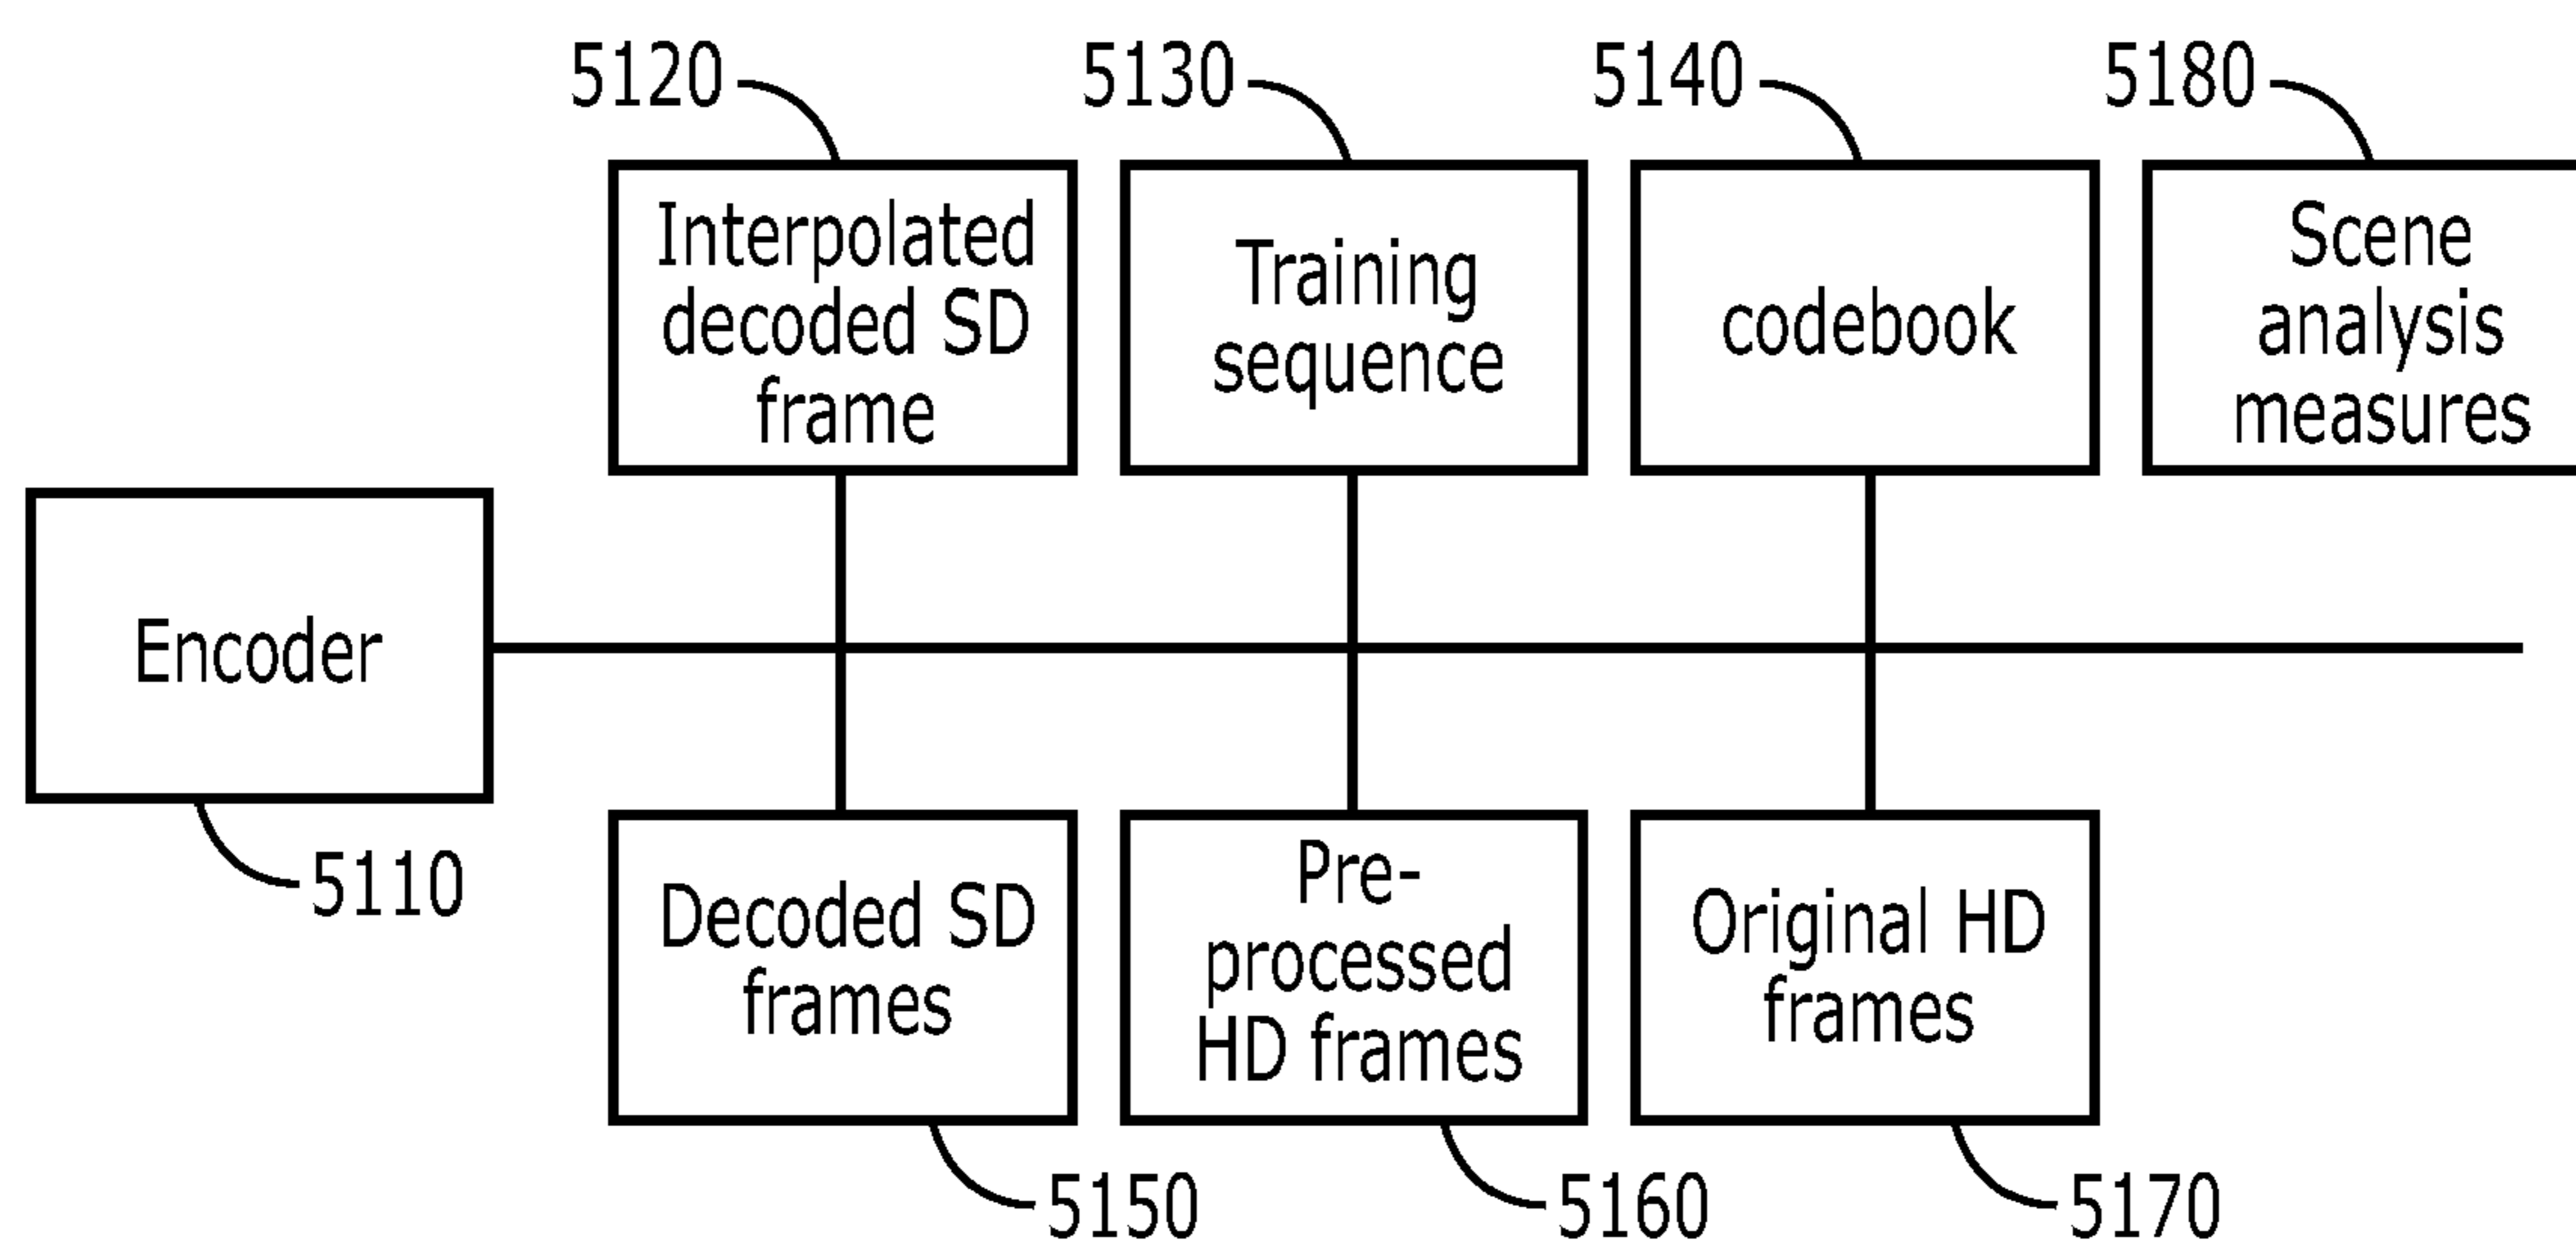 5120
5130
5140
5180
Interpolated
decoded SD
frame
Training
sequence
codebook
Scene
analysis
measures
Encoder
5110
Decoded SD
frames
Pre-
processed
HD frames
Original HD
frames
5150
5160
5170